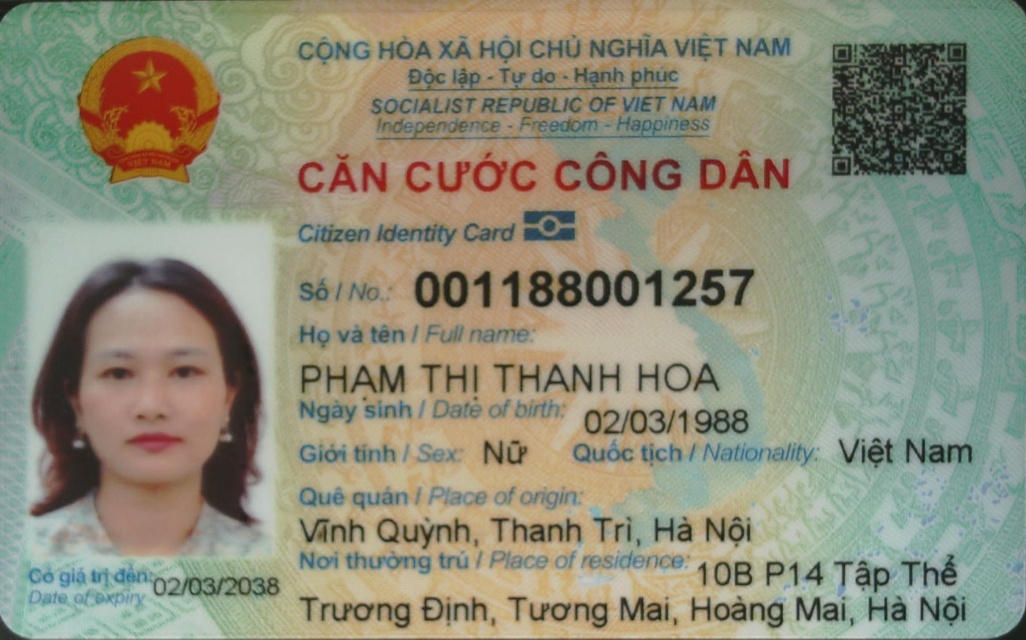 CỘNG HÒA XÃ HỘI CHỦ NGHĨA VIỆT NAM
Độc lập - Tự do - Hạnh phúc
SOCIALIST REPUBLIC OF VIET NAM
Independence - Freedom - Happiness
CĂN CƯỚC CÔNG DÂN
Citizen Identity Card
Số / No.: 001188001257
Họ và tên / Full name:
PHẠM THỊ THANH HOA
Ngày sinh / Date of birth: 02/03/1988
Giới tính / Sex: Nữ Quốc tịch / Nationality: Việt Nam
Quê quán / Place of origin:
Vĩnh Quỳnh, Thanh Trì, Hà Nội
Nơi thường trú / Place of residence: 10B P14 Tập Thể
Trương Định, Tương Mai, Hoàng Mai, Hà Nội
Có giá trị đến: 02/03/2038
Date of expiry
VIỆT NAM